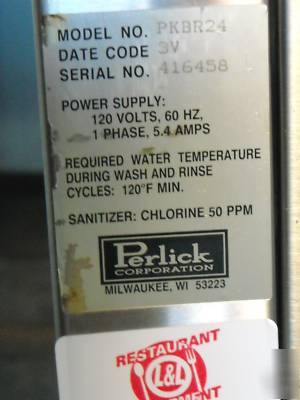 MODEL NO. PKBR24
DATE CODE 3V
SERIAL NO. 416458
POWER SUPPLY:
120 VOLTS, 60 HZ,
1 PHASE, 5.4 AMPS
REQUIRED WATER TEMPERATURE
DURING WASH AND RINSE
CYCLES: 120°F MIN.
SANITIZER: CHLORINE 50 PPM
Perlick
CORPORATION
MILWAUKEE, WI 53223
RESTAURANT
L&L